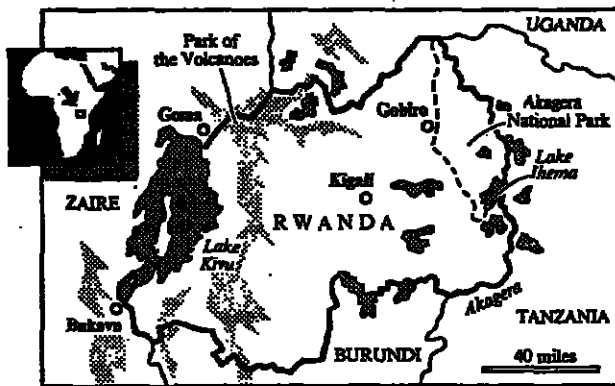 UGANDA
Park of
the Volcanoes
Goma
Gabiro
Akagera
National Park
Lake
Ihema
Kigali
ZAIRE
RWANDA
Lake
Kivu
Bukavu
Akagera
TANZANIA
BURUNDI
40 miles